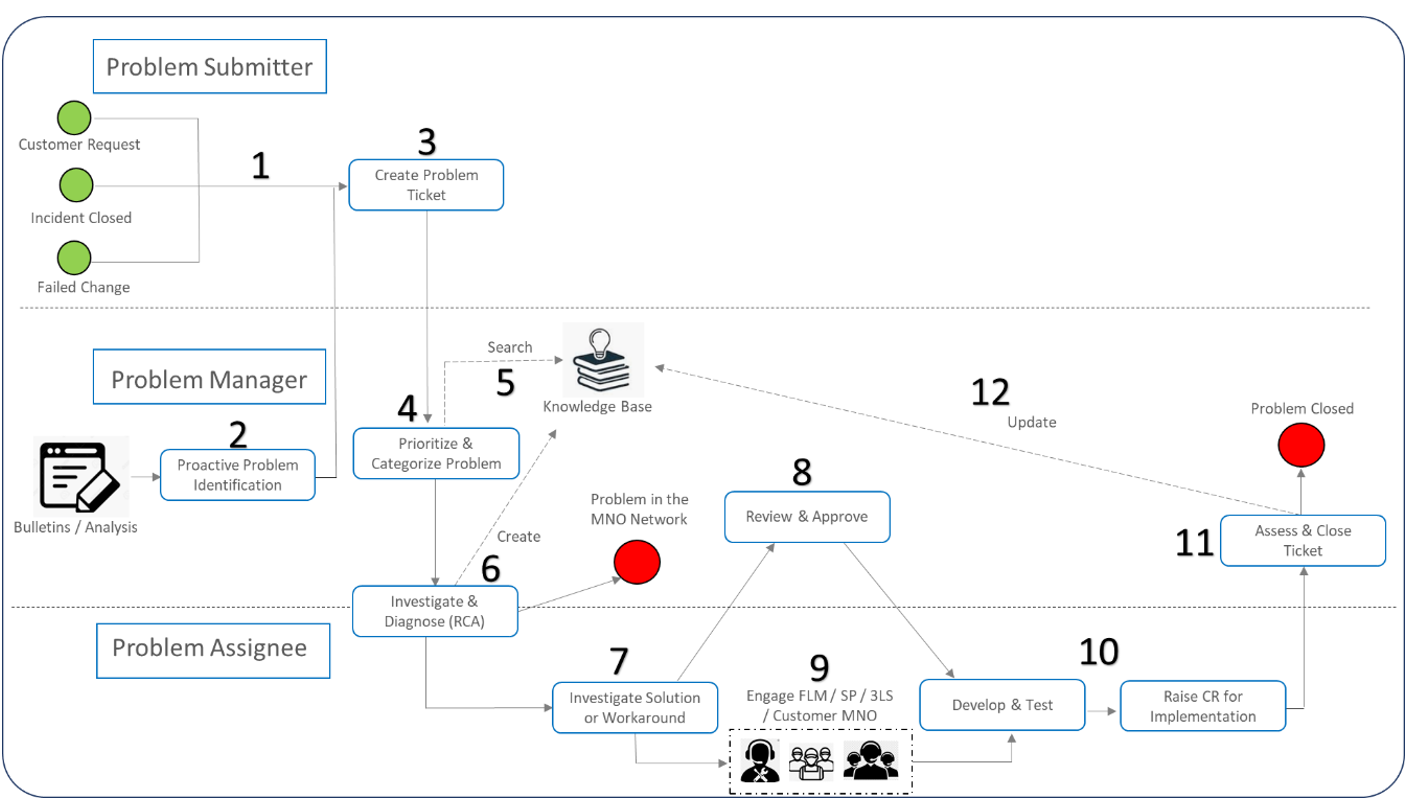 Problem Submitter
Customer Request
1
3
Create Problem
Ticket
Incident Closed
Failed Change
Problem Manager
Search
5
Knowledge Base
12
Update
Problem Closed
4
Prioritize &
Categorize Problem
2
Proactive Problem
Identification
Bulletins / Analysis
Create
Problem in the
MNO Network
8
Review & Approve
11
Assess & Close
Ticket
6
Investigate &
Diagnose (RCA)
Problem Assignee
7
Investigate Solution
or Workaround
9
Engage FLM / SP / 3LS
/ Customer MNO
10
Develop & Test
Raise CR for
Implementation